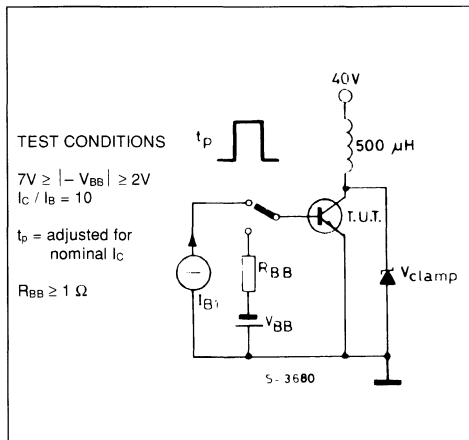 40V
TEST CONDITIONS
tp
500 µH
7V ≥ |– VBB| ≥ 2V
IC / IB = 10
T.U.T.
tp = adjusted for
nominal IC
RBB
Vclamp
RBB ≥ 1 Ω
IB1
VBB
S- 3680